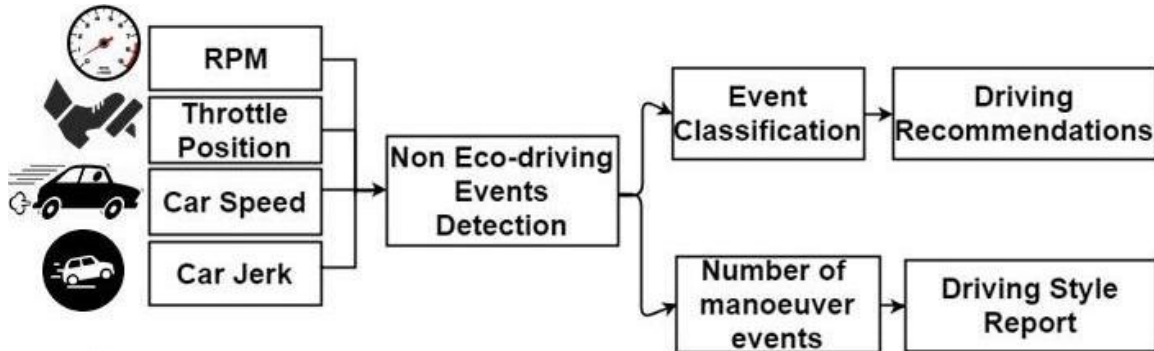 RPM
Throttle
Position
Car Speed
Car Jerk
Non Eco-driving
Events
Detection
Event
Classification
Driving
Recommendations
Number of
manoeuver
events
Driving Style
Report